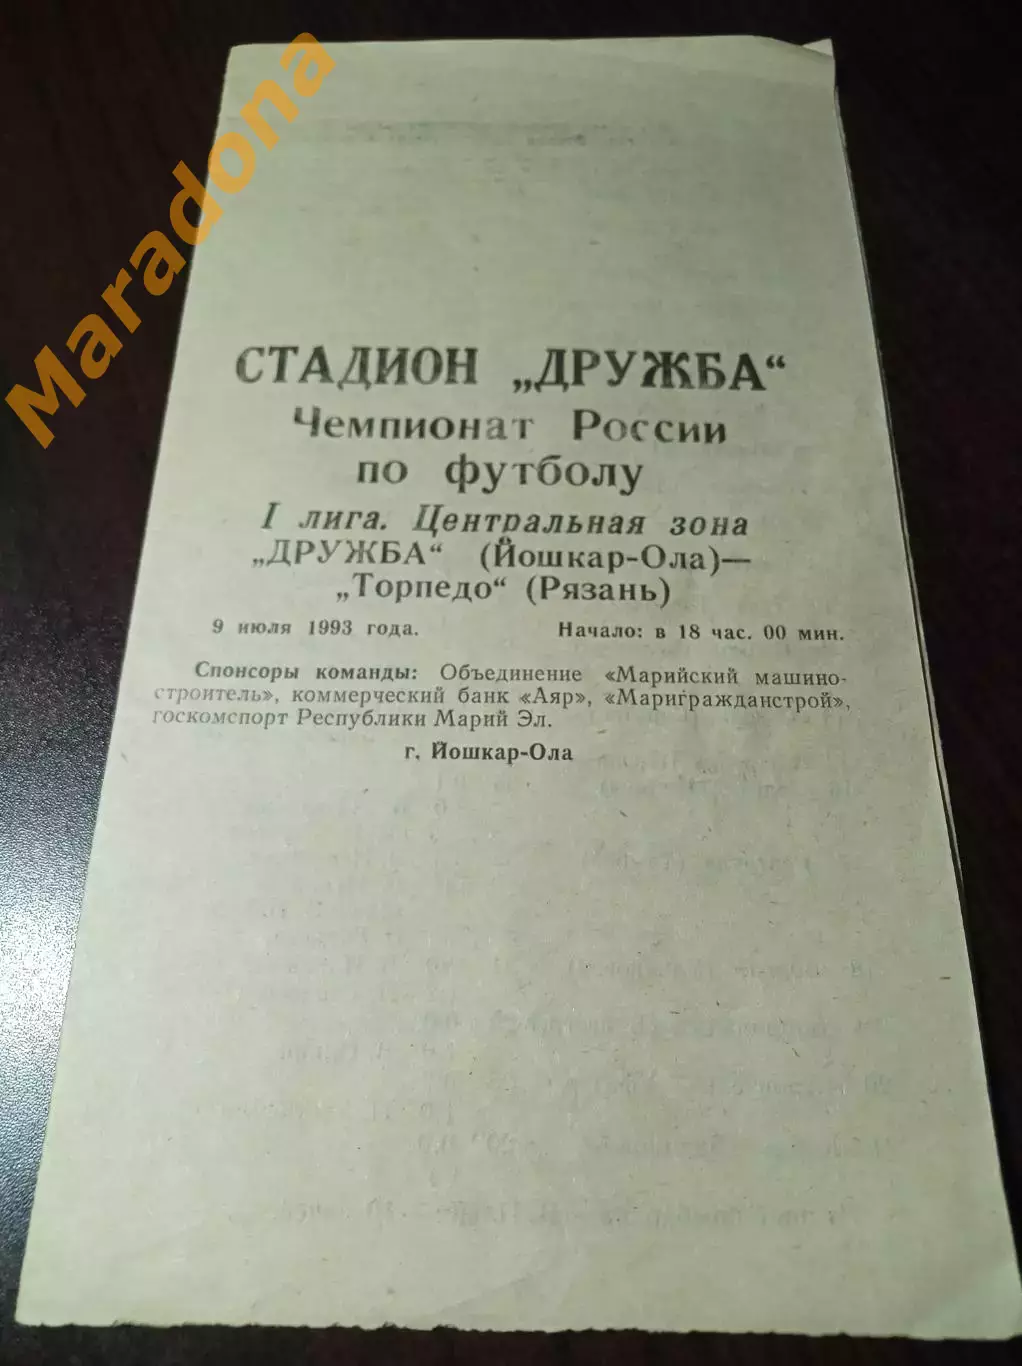 Maradona
СТАДИОН „ДРУЖБА“
Чемпионат России
по футболу
I лига. Центральная зона
„ДРУЖБА“ (Йошкар-Ола)—
„Торпедо“ (Рязань)
9 июля 1993 года. Начало: в 18 час. 00 мин.
Спонсоры команды: Объединение «Марийский машино-
строитель», коммерческий банк «Аяр», «Маригражданстрой»,
госкомспорт Республики Марий Эл.
г. Йошкар-Ола